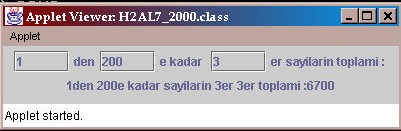 Applet Viewer: H2AL7_2000.class
Applet
1 den 200 e kadar 3 er sayilarin toplami :
1den 200e kadar sayilarin 3er 3er toplami :6700
Applet started.